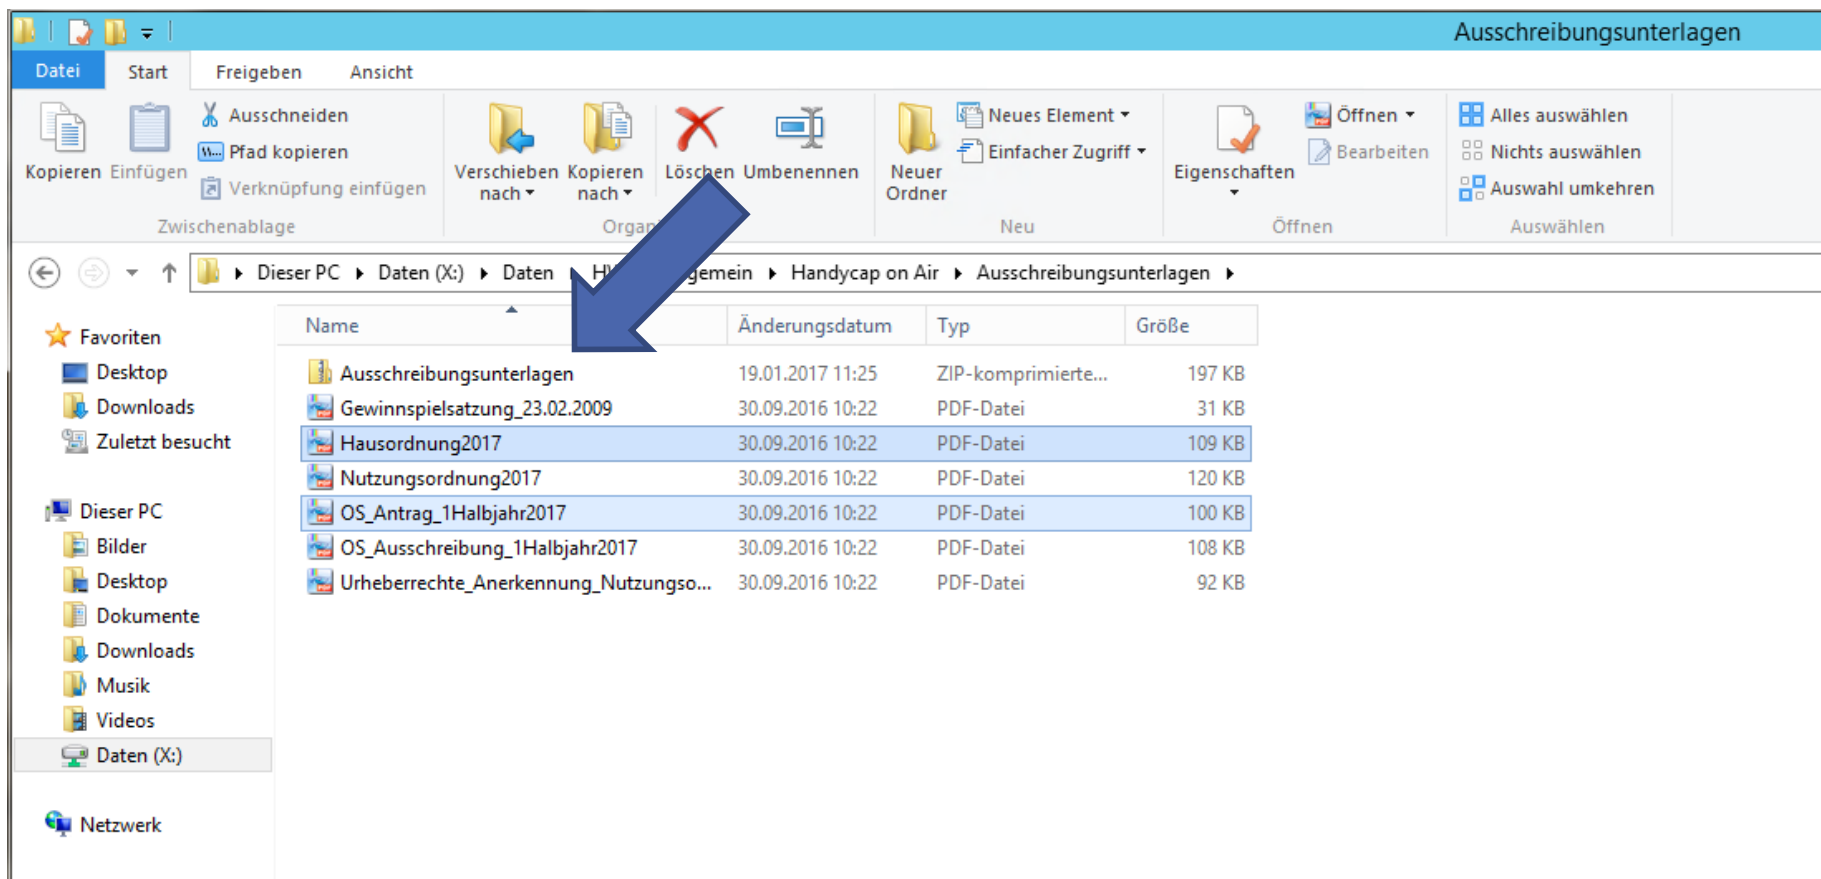 Ausschreibungsunterlagen
Datei Start Freigeben Ansicht
Kopieren
Einfügen
Ausschneiden
Pfad kopieren
Verknüpfung einfügen
Zwischenablage
Verschieben nach
Kopieren nach
Löschen
Umbenennen
Neuer Ordner
Neues Element
Einfacher Zugriff
Neu
Eigenschaften
Öffnen
Bearbeiten
Öffnen
Alles auswählen
Nichts auswählen
Auswahl umkehren
Auswählen
Dieser PC Daten (X:) Daten Handycap on Air Ausschreibungsunterlagen
Favoriten
Desktop
Downloads
Zuletzt besucht
Dieser PC
Bilder
Desktop
Dokumente
Downloads
Musik
Videos
Daten (X:)
Netzwerk
Name Änderungsdatum Typ Größe
Ausschreibungsunterlagen 19.01.2017 11:25 ZIP-komprimierte... 197 KB
Gewinnspielsatzung_23.02.2009 30.09.2016 10:22 PDF-Datei 31 KB
Hausordnung2017 30.09.2016 10:22 PDF-Datei 109 KB
Nutzungsordnung2017 30.09.2016 10:22 PDF-Datei 120 KB
OS_Antrag_1Halbjahr2017 30.09.2016 10:22 PDF-Datei 100 KB
OS_Ausschreibung_1Halbjahr2017 30.09.2016 10:22 PDF-Datei 108 KB
Urheberrechte_Anerkennung_Nutzungso... 30.09.2016 10:22 PDF-Datei 92 KB